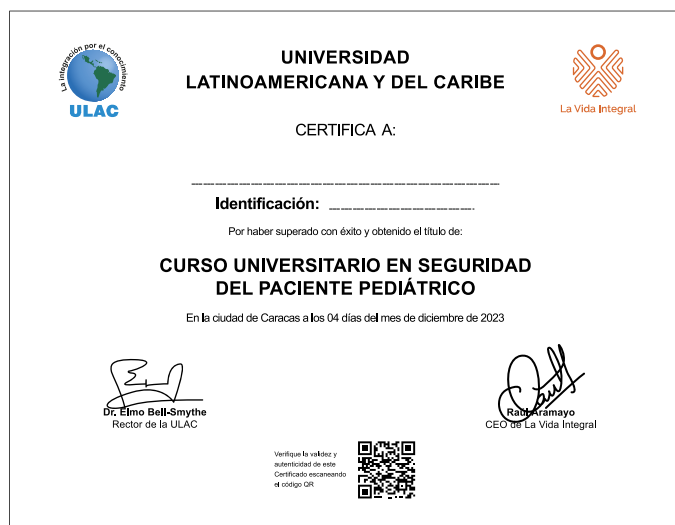 La integración por el conocimiento
ULAC
UNIVERSIDAD
LATINOAMERICANA Y DEL CARIBE
La Vida Integral
CERTIFICA A:
Identificación:
Por haber superado con éxito y obtenido el título de:
CURSO UNIVERSITARIO EN SEGURIDAD
DEL PACIENTE PEDIÁTRICO
En la ciudad de Caracas a los 04 días del mes de diciembre de 2023
Dr. Elmo Bell-Smythe
Rector de la ULAC
Raúl Aramayo
CEO de La Vida Integral
Verifique la validez y
autenticidad de este
Certificado escaneando
el código QR